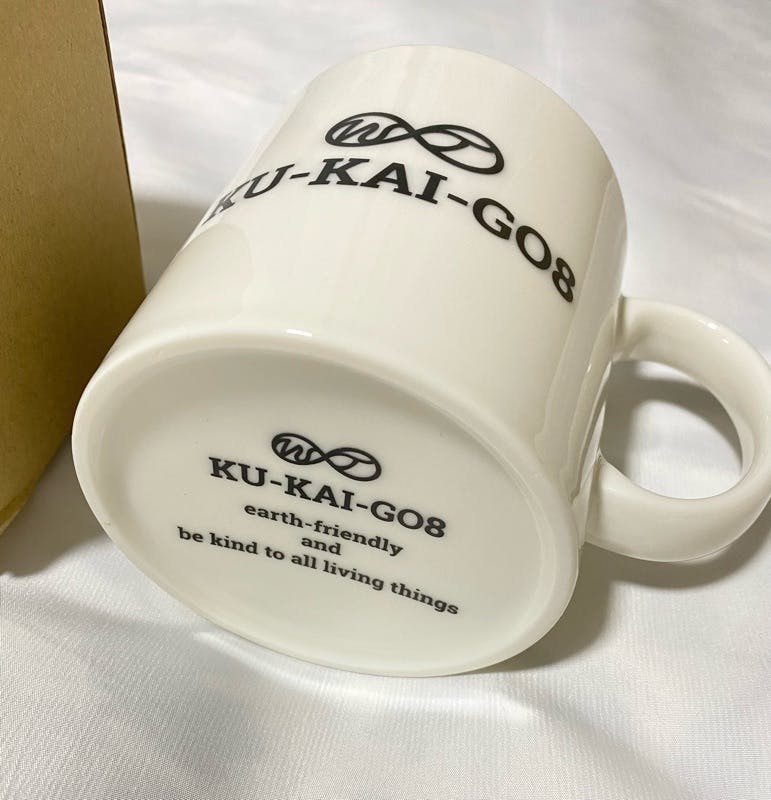 KU-KAI-GO8
KU-KAI-GO8
earth-friendly
and
be kind to all living things